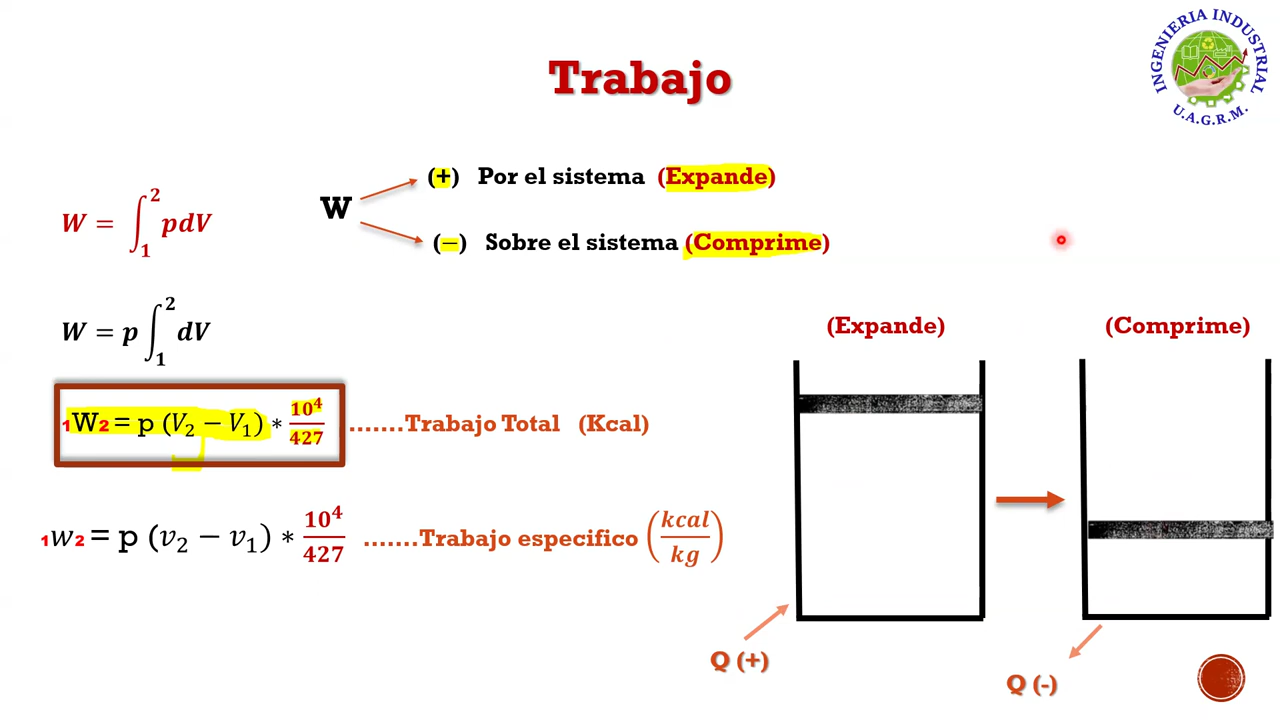 Trabajo
INGENIERIA INDUSTRIAL
U.A.G.R.M.
W = ∫₁² pdV
W
(+) Por el sistema (Expande)
(−) Sobre el sistema (Comprime)
W = p ∫₁² dV
₁W₂ = p (V₂ − V₁) * 10⁴/427 .......Trabajo Total (Kcal)
₁w₂ = p (v₂ − v₁) * 10⁴/427 .......Trabajo especifico (kcal/kg)
(Expande)
(Comprime)
Q (+)
Q (-)